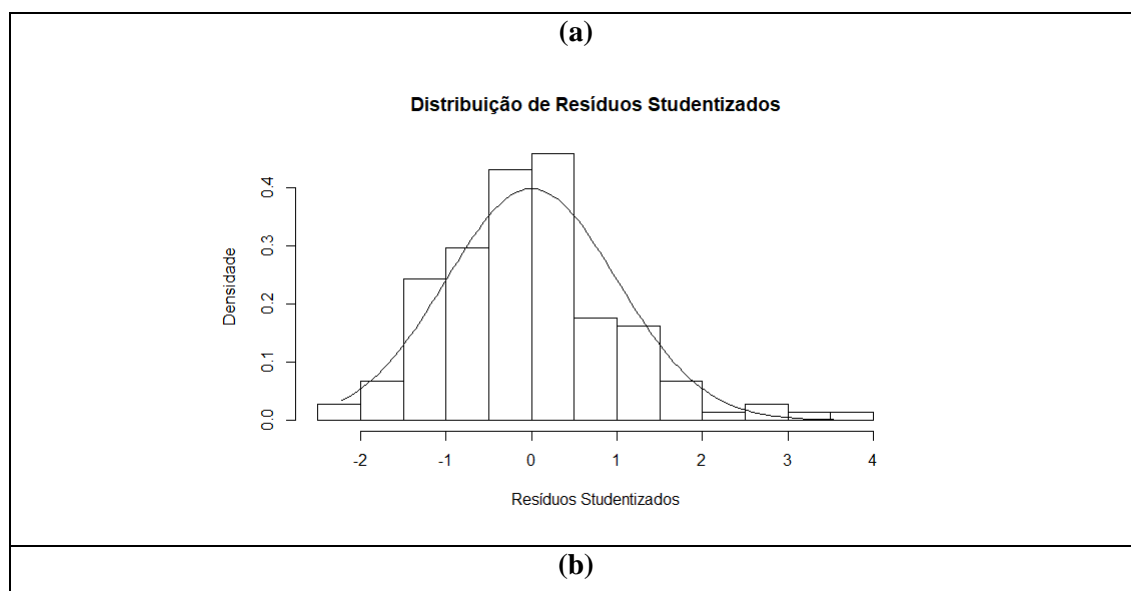 (a)
Distribuição de Resíduos Studentizados
Densidade
0.4
0.3
0.2
0.1
0.0
-2 -1 0 1 2 3 4
Resíduos Studentizados
(b)